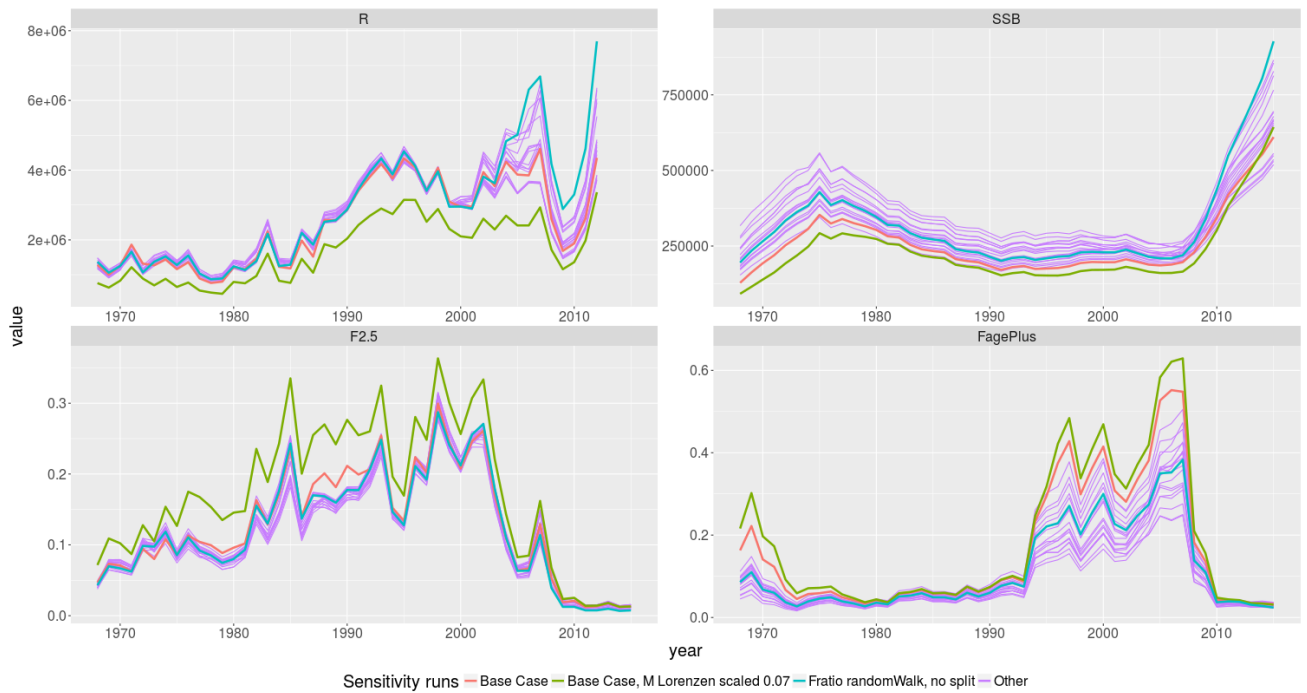 R
SSB
8e+06
6e+06
4e+06
2e+06
750000
500000
250000
1970 1980 1990 2000 2010
1970 1980 1990 2000 2010
F2.5
FagePlus
0.3
0.2
0.1
0.0
0.6
0.4
0.2
0.0
1970 1980 1990 2000 2010
1970 1980 1990 2000 2010
value
year
Sensitivity runs Base Case Base Case, M Lorenzen scaled 0.07 Fratio randomWalk, no split Other